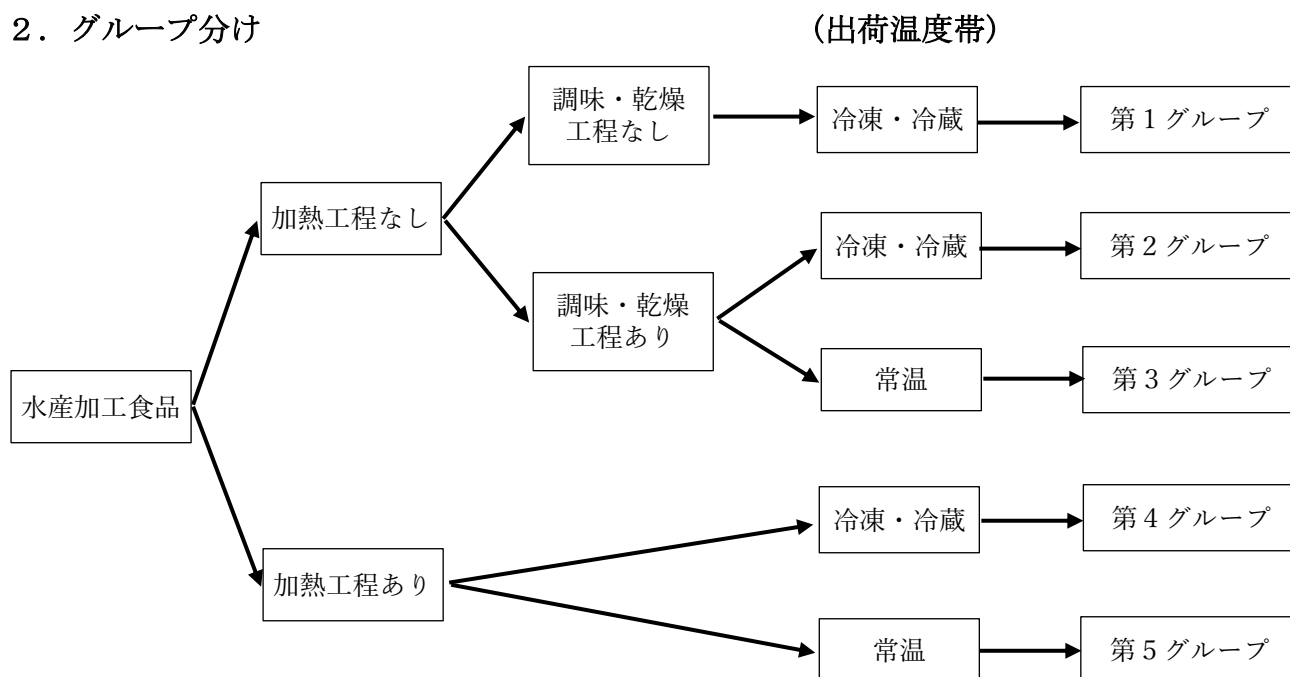 ２．グループ分け
(出荷温度帯)
調味・乾燥
工程なし
冷凍・冷蔵
第１グループ
加熱工程なし
冷凍・冷蔵
第２グループ
調味・乾燥
工程あり
常温
第３グループ
水産加工食品
冷凍・冷蔵
第４グループ
加熱工程あり
常温
第５グループ